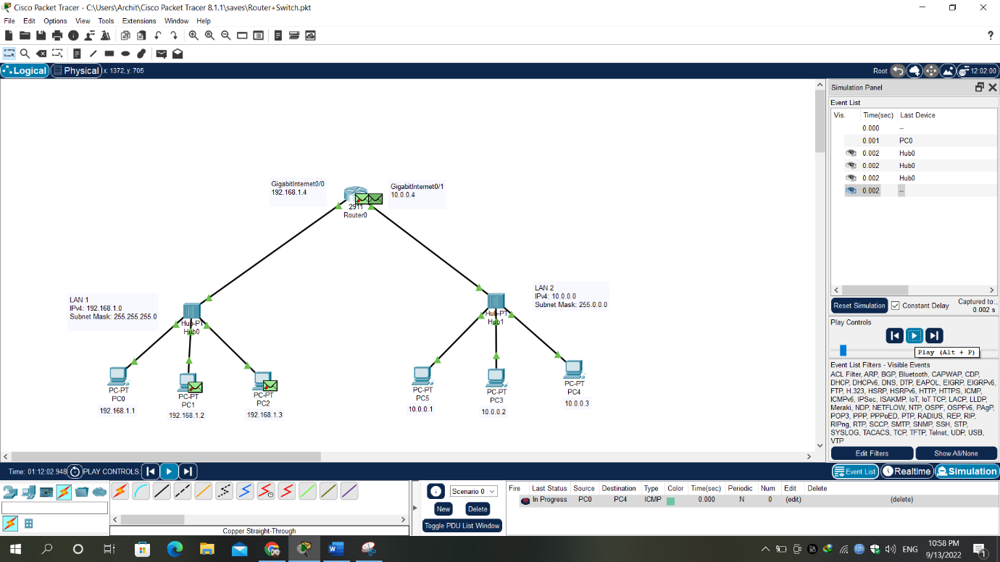 Cisco Packet Tracer - C:\Users\Archit\Cisco Packet Tracer 8.1.1\saves\Router+Switch.pkt
File Edit Options View Tools Extensions Window Help
Logical Physical x: 1372, y: 705 Root 12:02:00
Simulation Panel
Event List
Vis. Time(sec) Last Device
0.000 --
0.001 PC0
0.002 Hub0
0.002 Hub0
0.002 Hub0
0.002 --
GigabitInternet0/0
192.168.1.4
GigabitInternet0/1
10.0.0.4
2911
Router0
LAN 1
IPv4: 192.168.1.0
Subnet Mask: 255.255.255.0
Hub-PT
Hub0
LAN 2
IPv4: 10.0.0.0
Subnet Mask: 255.0.0.0
Hub-PT
Hub1
PC-PT
PC0
192.168.1.1
PC-PT
PC1
192.168.1.2
PC-PT
PC2
192.168.1.3
PC-PT
PC5
10.0.0.1
PC-PT
PC3
10.0.0.2
PC-PT
PC4
10.0.0.3
Reset Simulation Constant Delay Captured to:
0.002 s
Play Controls
Play (Alt + P)
Event List Filters - Visible Events
ACL Filter, ARP, BGP, Bluetooth, CAPWAP, CDP,
DHCP, DHCPv6, DNS, DTP, EAPOL, EIGRP, EIGRPv6,
FTP, H.323, HSRP, HSRPv6, HTTP, HTTPS, ICMP,
ICMPv6, IPSec, ISAKMP, IoT, IoT TCP, LACP, LLDP,
Meraki, NDP, NETFLOW, NTP, OSPF, OSPFv6, PAgP,
POP3, PPP, PPPoED, PTP, RADIUS, REP, RIP,
RIPng, RTP, SCCP, SMTP, SNMP, SSH, STP,
SYSLOG, TACACS, TCP, TFTP, Telnet, UDP, USB,
VTP
Edit Filters Show All/None
Time: 01:12:02.948 PLAY CONTROLS: Event List Realtime Simulation
Copper Straight-Through
Scenario 0
New Delete
Toggle PDU List Window
Fire Last Status Source Destination Type Color Time(sec) Periodic Num Edit Delete
In Progress PC0 PC4 ICMP 0.000 N 0 (edit) (delete)
ENG
10:58 PM
9/13/2022
1